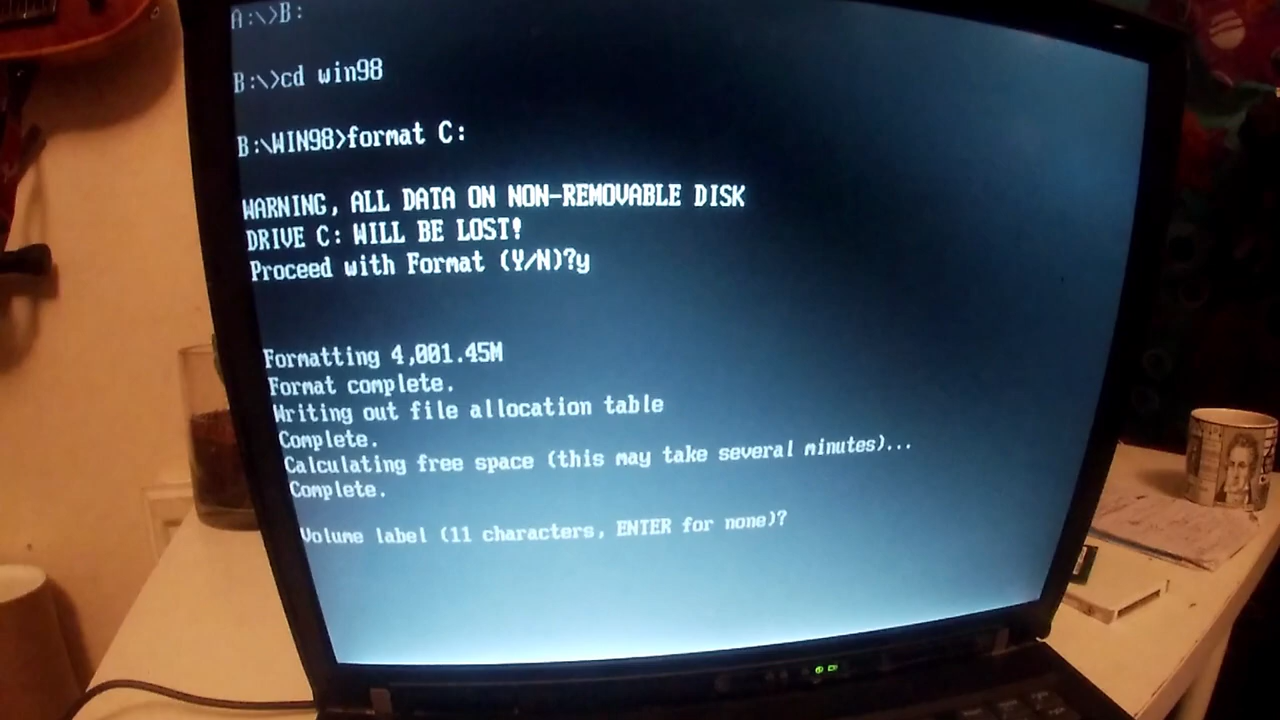 A:\>B:
B:\>cd win98
B:\WIN98>format C:
WARNING, ALL DATA ON NON-REMOVABLE DISK
DRIVE C: WILL BE LOST!
Proceed with Format (Y/N)?y
Formatting 4,001.45M
Format complete.
Writing out file allocation table
Complete.
Calculating free space (this may take several minutes)...
Complete.
Volume label (11 characters, ENTER for none)?